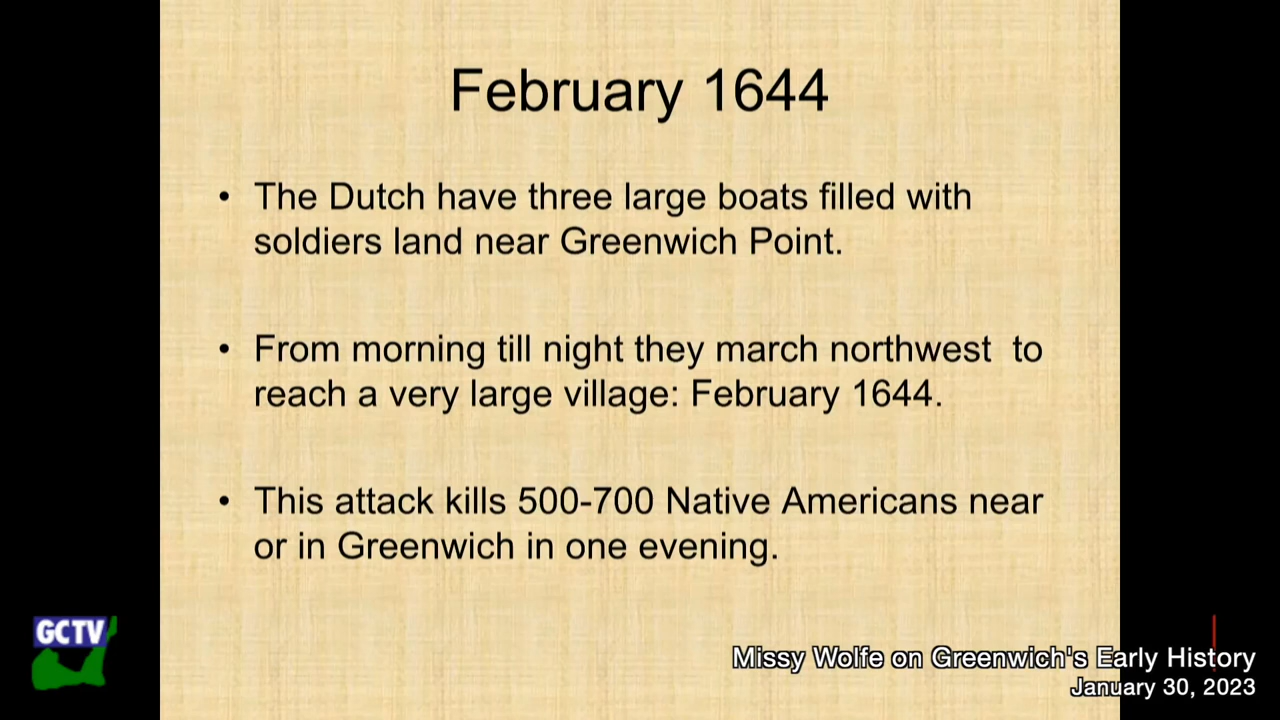 February 1644
• The Dutch have three large boats filled with
soldiers land near Greenwich Point.
• From morning till night they march northwest  to
reach a very large village: February 1644.
• This attack kills 500-700 Native Americans near
or in Greenwich in one evening.
GCTV
Missy Wolfe on Greenwich's Early History
January 30, 2023